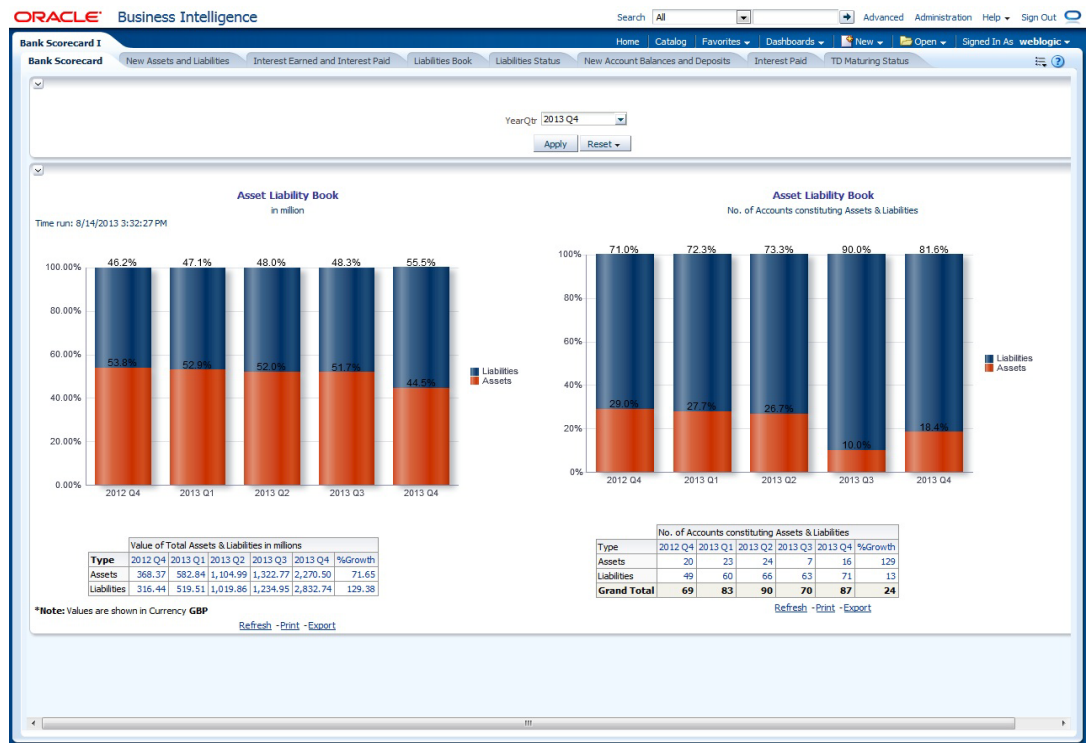 ORACLE Business Intelligence
Search All Advanced Administration Help Sign Out
Bank Scorecard I
Home Catalog Favorites Dashboards New Open Signed In As weblogic
Bank Scorecard New Assets and Liabilities Interest Earned and Interest Paid Liabilities Book Liabilities Status New Account Balances and Deposits Interest Paid TD Maturing Status
YearQtr 2013 Q4
Apply Reset
Asset Liability Book
in million
Time run: 8/14/2013 3:32:27 PM
46.2% 47.1% 48.0% 48.3% 55.5%
100.00%
80.00%
60.00%
53.8% 52.9% 52.0% 51.7% 44.5%
40.00%
20.00%
0.00%
2012 Q4 2013 Q1 2013 Q2 2013 Q3 2013 Q4
Liabilities
Assets
Value of Total Assets & Liabilities in millions
Type 2012 Q4 2013 Q1 2013 Q2 2013 Q3 2013 Q4 %Growth
Assets 368.37 582.84 1,104.99 1,322.77 2,270.50 71.65
Liabilities 316.44 519.51 1,019.86 1,234.95 2,832.74 129.38
*Note: Values are shown in Currency GBP
Refresh - Print - Export
Asset Liability Book
No. of Accounts constituting Assets & Liabilities
71.0% 72.3% 73.3% 90.0% 81.6%
100%
80%
60%
40%
29.0% 27.7% 26.7% 10.0% 18.4%
20%
0%
2012 Q4 2013 Q1 2013 Q2 2013 Q3 2013 Q4
Liabilities
Assets
No. of Accounts constituting Assets & Liabilities
Type 2012 Q4 2013 Q1 2013 Q2 2013 Q3 2013 Q4 %Growth
Assets 20 23 24 7 16 129
Liabilities 49 60 66 63 71 13
Grand Total 69 83 90 70 87 24
Refresh - Print - Export